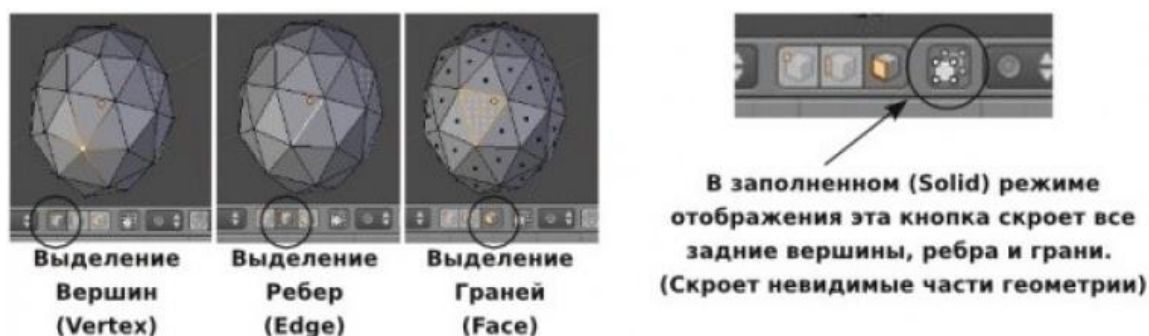 Выделение
Вершин
(Vertex)
Выделение
Ребер
(Edge)
Выделение
Граней
(Face)
В заполненном (Solid) режиме
отображения эта кнопка скроет все
задние вершины, ребра и грани.
(Скроет невидимые части геометрии)